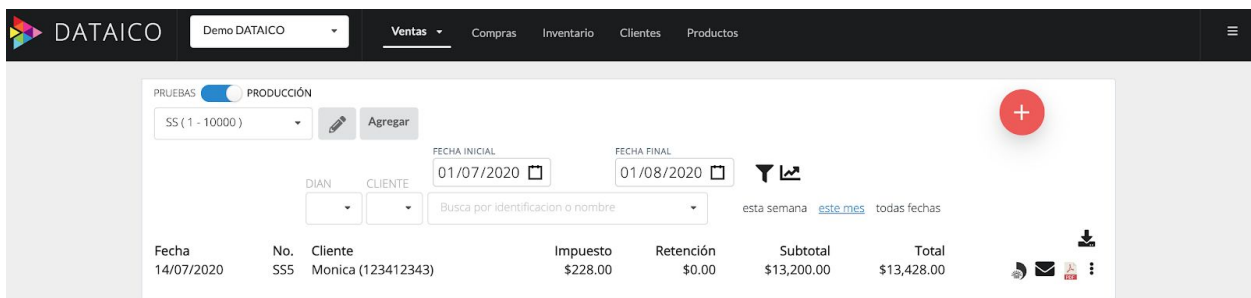 DATAICO Demo DATAICO Ventas Compras Inventario Clientes Productos
PRUEBAS PRODUCCIÓN
SS ( 1 - 10000 ) Agregar
FECHA INICIAL FECHA FINAL
01/07/2020 01/08/2020
DIAN CLIENTE
Busca por identificacion o nombre esta semana este mes todas fechas
Fecha No. Cliente Impuesto Retención Subtotal Total
14/07/2020 SS5 Monica (123412343) $228.00 $0.00 $13,200.00 $13,428.00 PDF